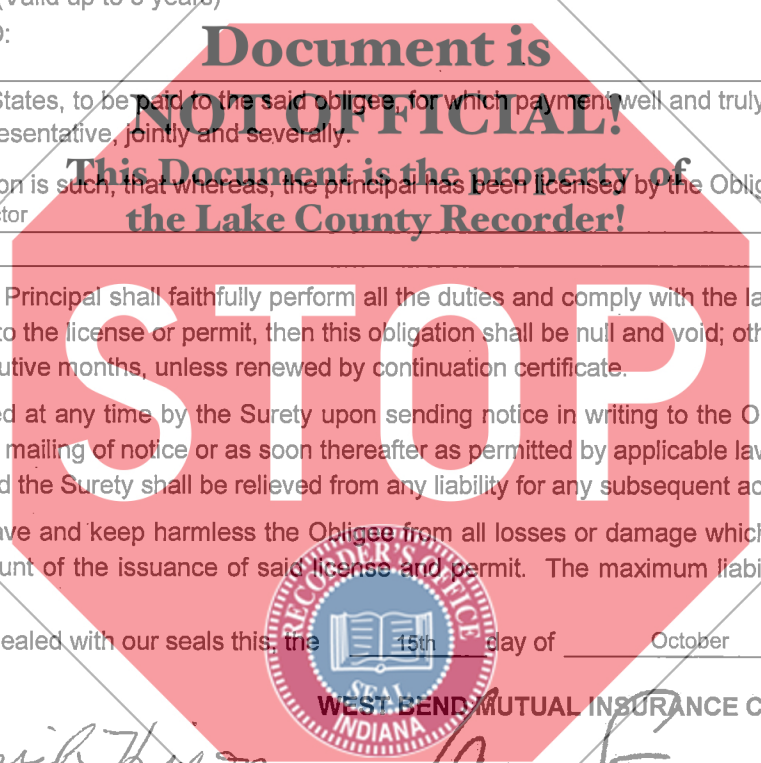 (Valid up to 5 years)
Document is
States, to be paid to the said obligee, for which payment well and truly
NOT OFFICIAL!
esentative, jointly and severally.
This Document is the property of
on is such, that whereas, the principal has been licensed by the Oblig
ctor
the Lake County Recorder!
Principal shall faithfully perform all the duties and comply with the la
to the license or permit, then this obligation shall be null and void; oth
utive months, unless renewed by continuation certificate.
STOP
ed at any time by the Surety upon sending notice in writing to the O
mailing of notice or as soon thereafter as permitted by applicable law
d the Surety shall be relieved from any liability for any subsequent ac
ave and keep harmless the Obligee from all losses or damage which
unt of the issuance of said license and permit. The maximum liabi
RECORDER'S OFFICE
ealed with our seals this, the 15th day of October
SEAL
WEST BEND MUTUAL INSURANCE C
INDIANA